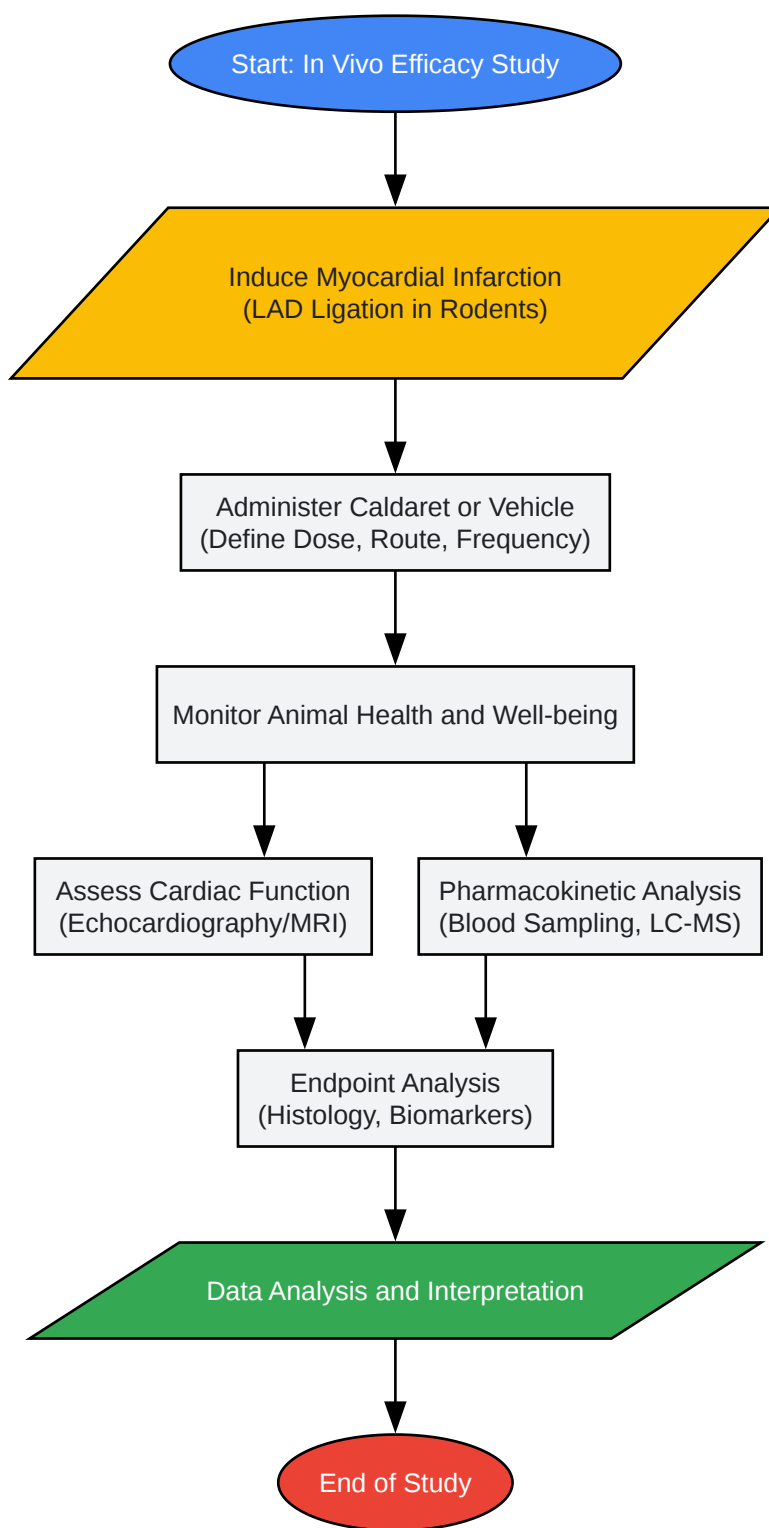 Start: In Vivo Efficacy Study
Induce Myocardial Infarction
(LAD Ligation in Rodents)
Administer Caldaret or Vehicle
(Define Dose, Route, Frequency)
Monitor Animal Health and Well-being
Assess Cardiac Function
(Echocardiography/MRI)
Pharmacokinetic Analysis
(Blood Sampling, LC-MS)
Endpoint Analysis
(Histology, Biomarkers)
Data Analysis and Interpretation
End of Study